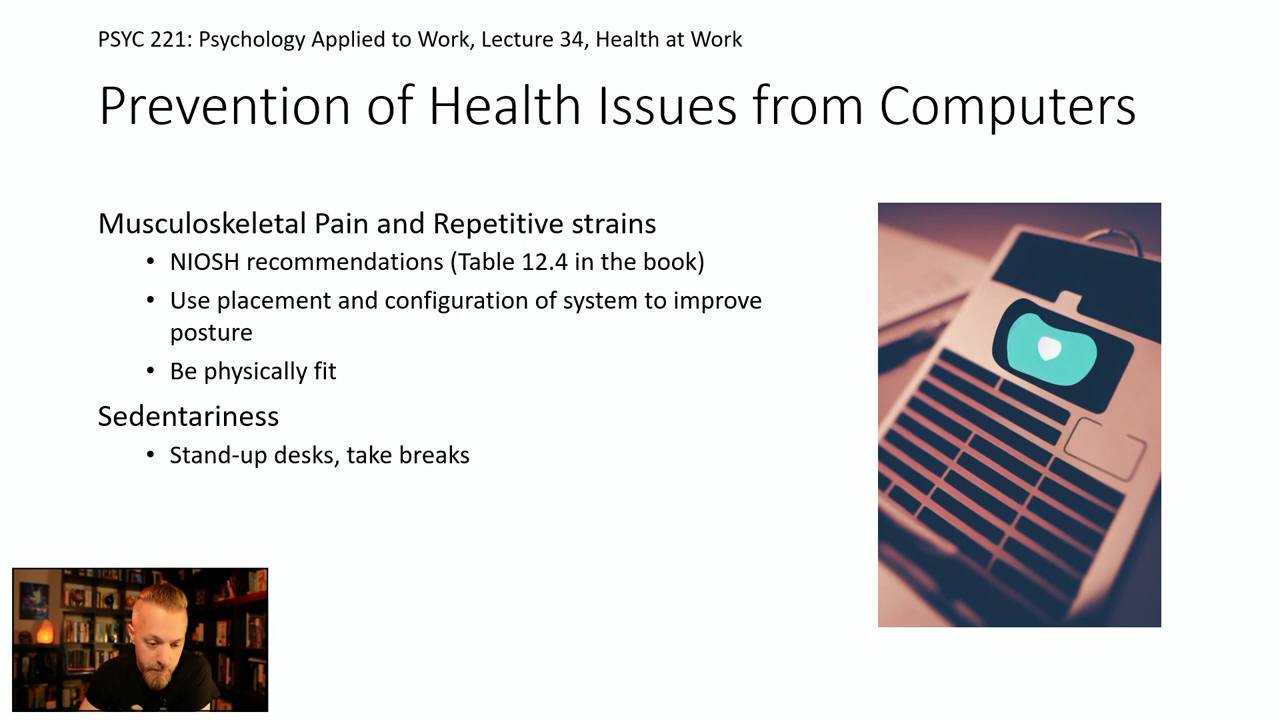 PSYC 221: Psychology Applied to Work, Lecture 34, Health at Work
Prevention of Health Issues from Computers
Musculoskeletal Pain and Repetitive strains
• NIOSH recommendations (Table 12.4 in the book)
• Use placement and configuration of system to improve
posture
• Be physically fit
Sedentariness
• Stand-up desks, take breaks